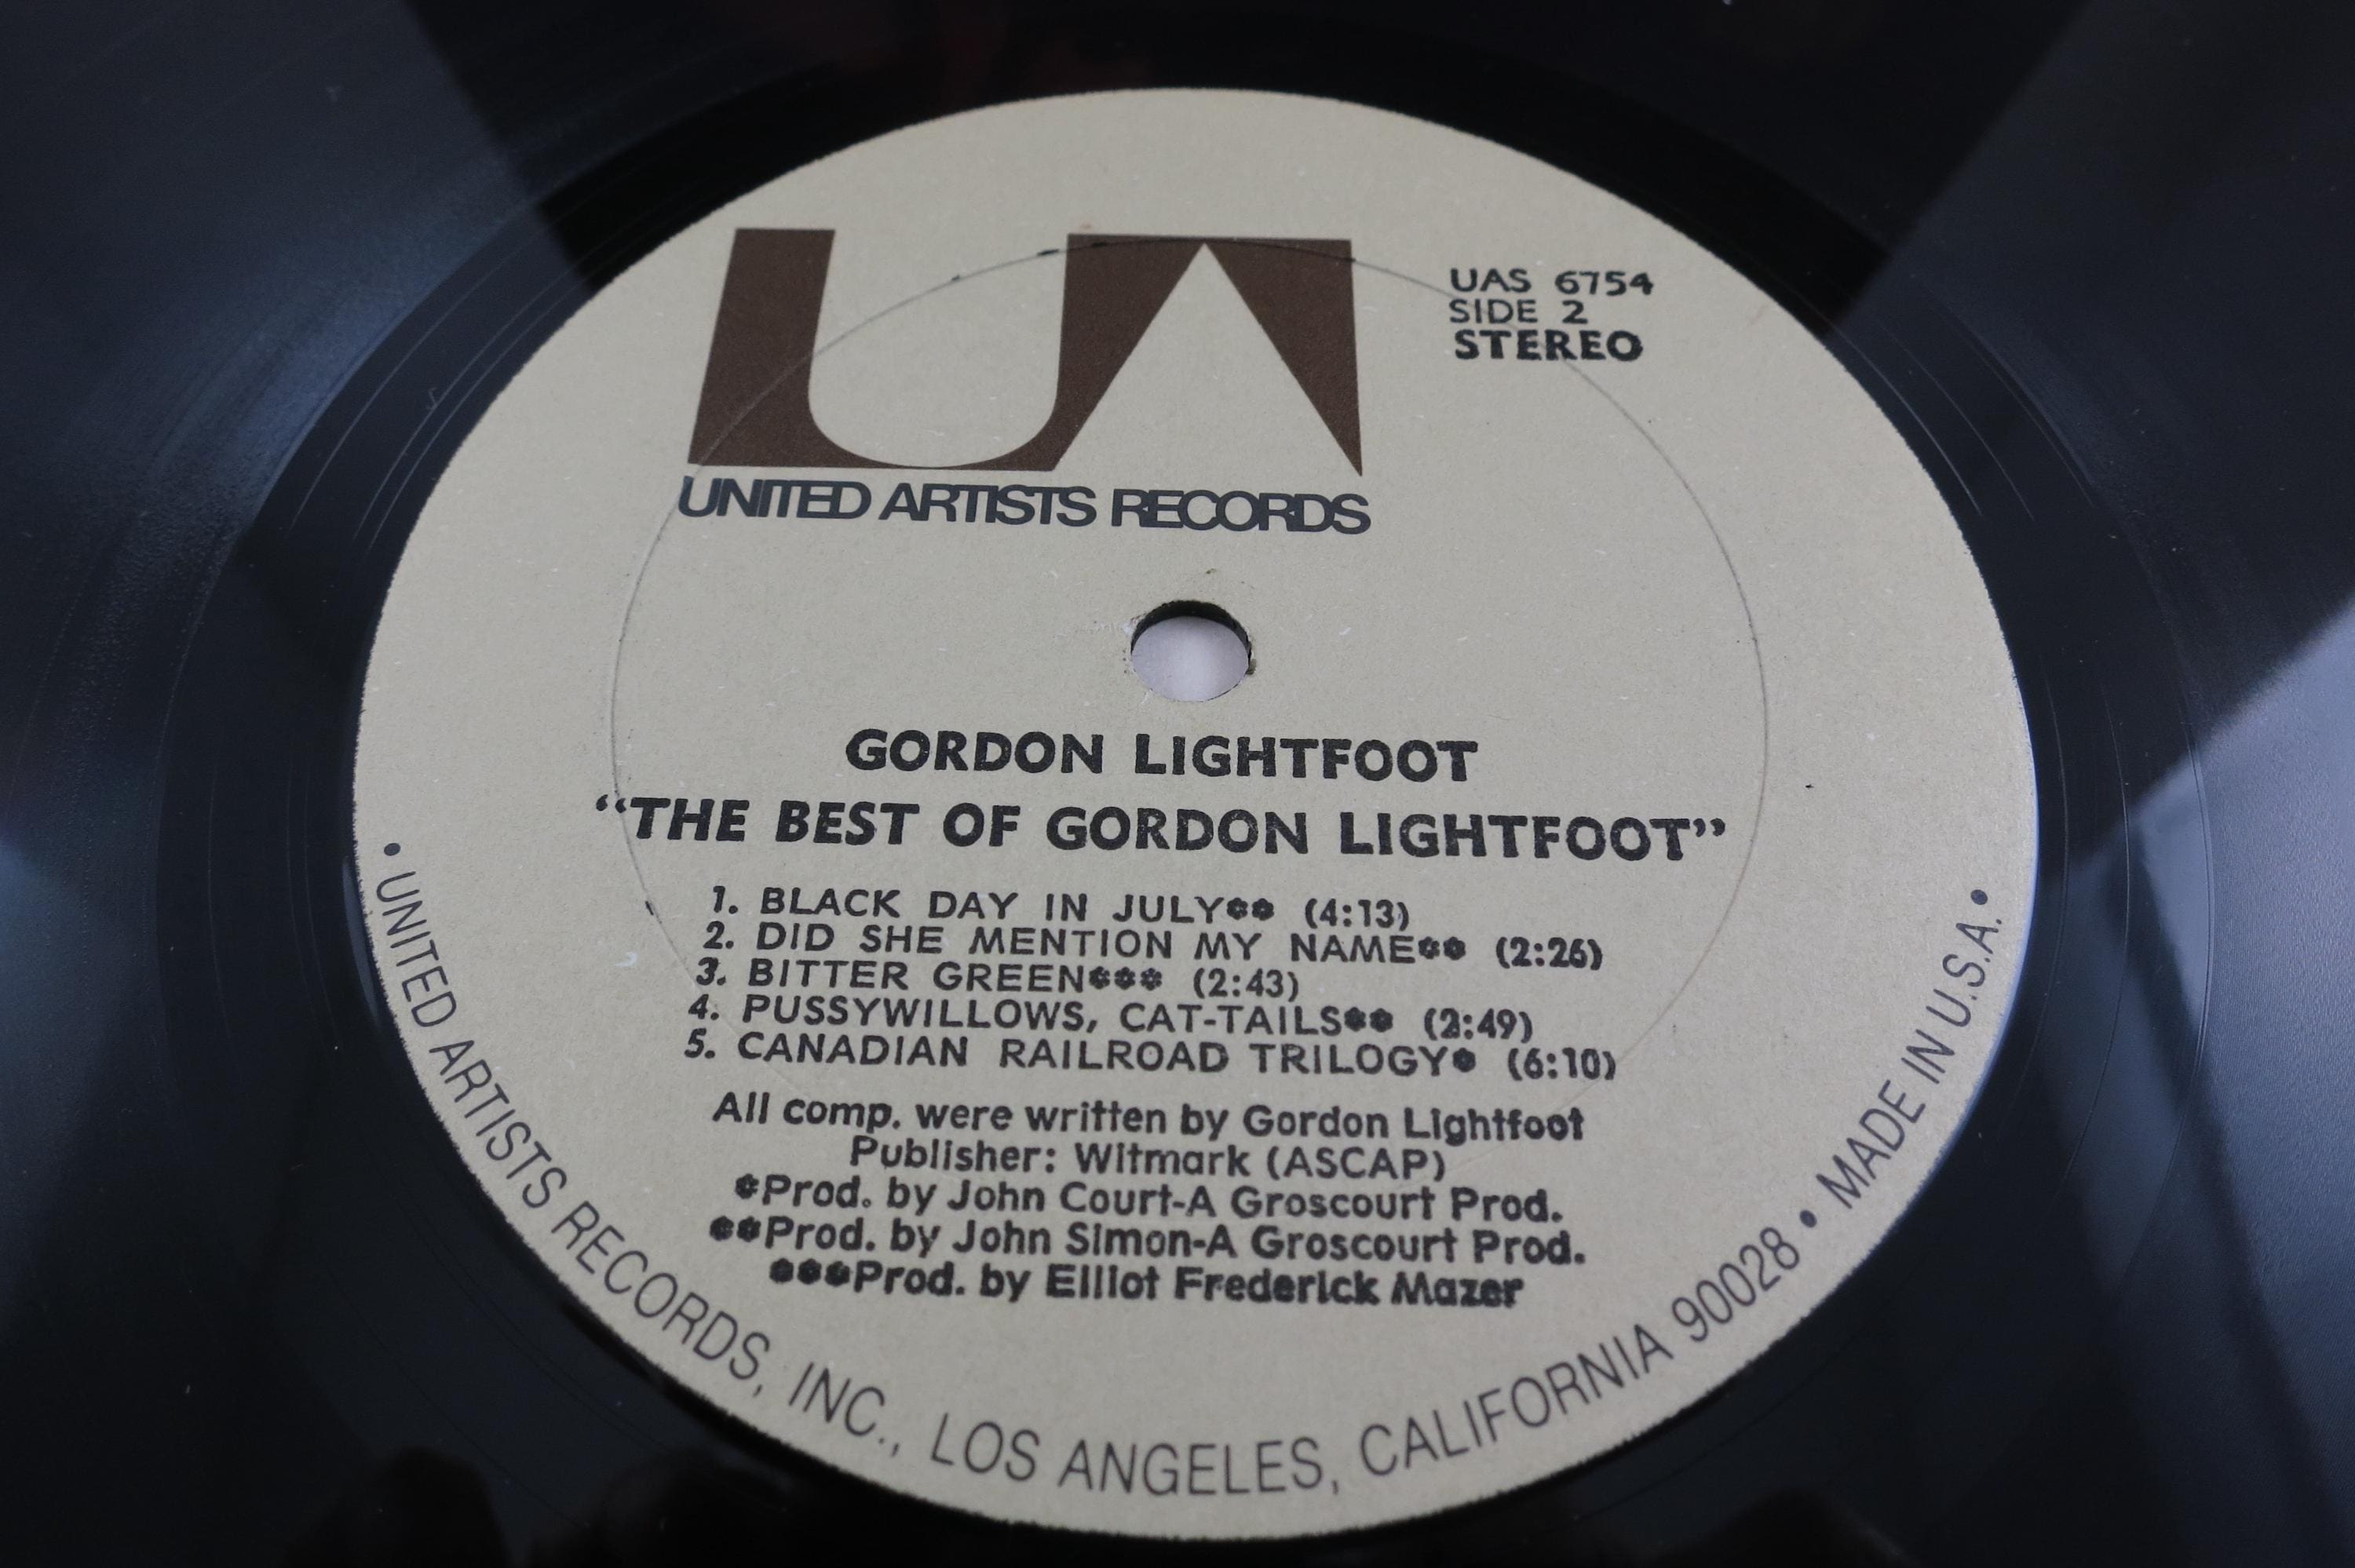 UA
UNITED ARTISTS RECORDS
UAS 6754
SIDE 2
STEREO
GORDON LIGHTFOOT
“THE BEST OF GORDON LIGHTFOOT”
1. BLACK DAY IN JULY** (4:13)
2. DID SHE MENTION MY NAME** (2:26)
3. BITTER GREEN*** (2:43)
4. PUSSYWILLOWS, CAT-TAILS** (2:49)
5. CANADIAN RAILROAD TRILOGY* (6:10)
All comp. were written by Gordon Lightfoot
Publisher: Witmark (ASCAP)
*Prod. by John Court-A Groscourt Prod.
**Prod. by John Simon-A Groscourt Prod.
***Prod. by Elliot Frederick Mazer
• UNITED ARTISTS RECORDS, INC., LOS ANGELES, CALIFORNIA 90028 • MADE IN U.S.A. •